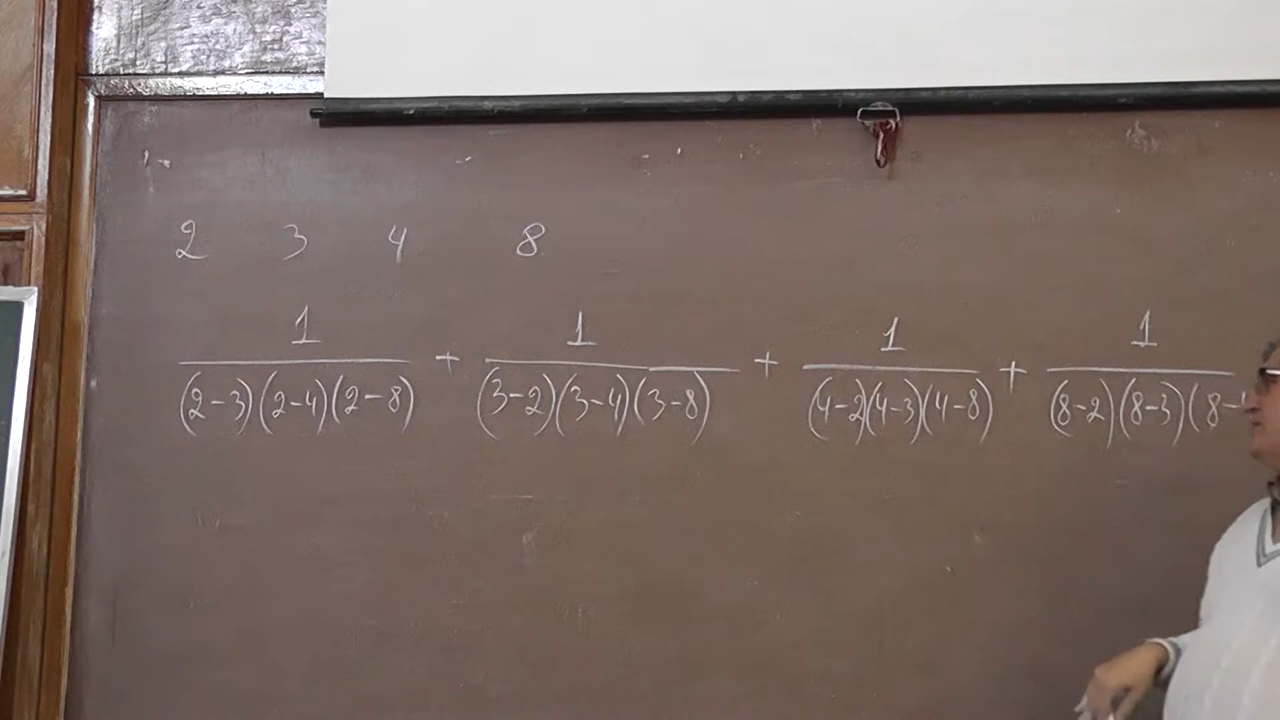 2 3 4 8
1 1 1 1
(2-3)(2-4)(2-8) + (3-2)(3-4)(3-8) + (4-2)(4-3)(4-8) + (8-2)(8-3)(8-